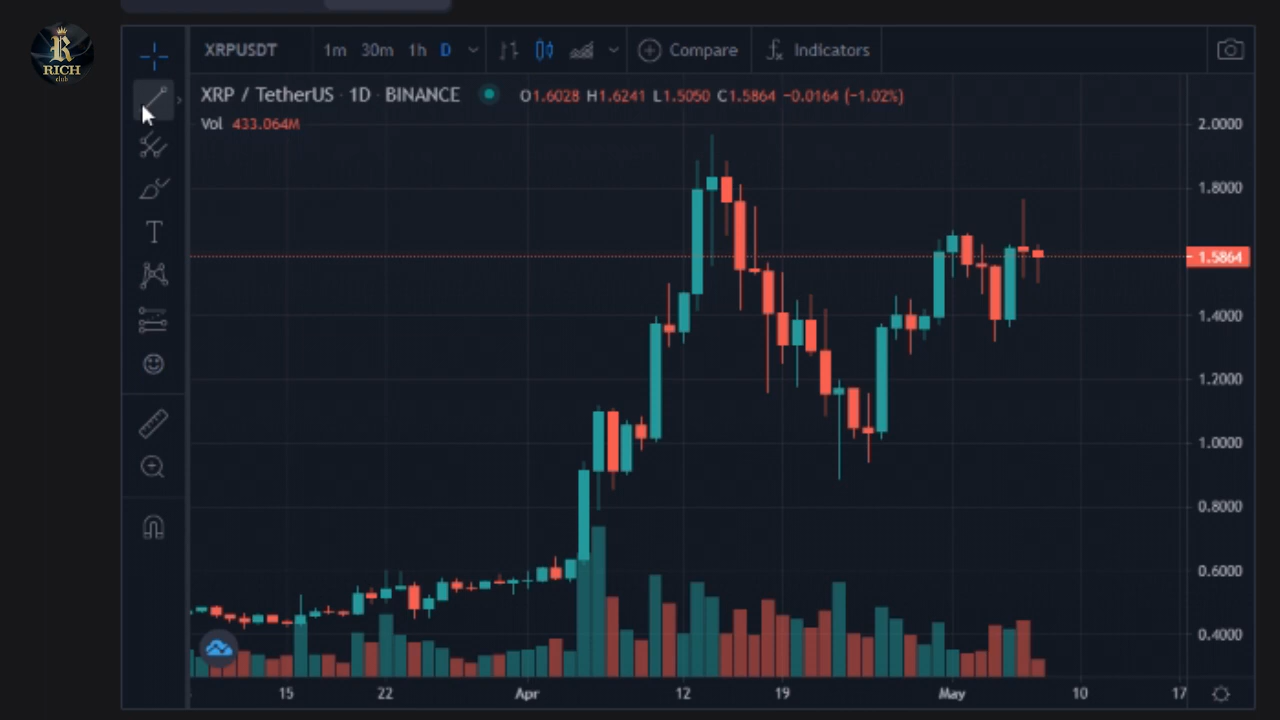 R
RICH
club
XRPUSDT 1m 30m 1h D Compare Indicators
XRP / TetherUS · 1D · BINANCE O1.6028 H1.6241 L1.5050 C1.5864 −0.0164 (−1.02%)
Vol 433.064M
T
2.0000
1.8000
1.5864
1.4000
1.2000
1.0000
0.8000
0.6000
0.4000
15 22 Apr 12 19 May 10 17